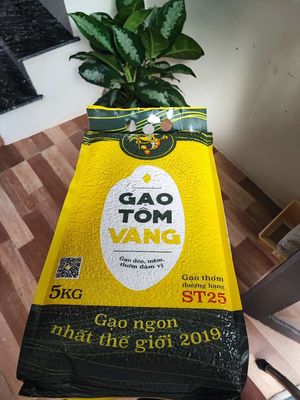 GẠO
TÔM
VÀNG
Gạo dẻo, mềm,
thơm đậm vị
5KG
Gạo thơm
thượng hạng
ST25
Gạo ngon
nhất thế giới 2019